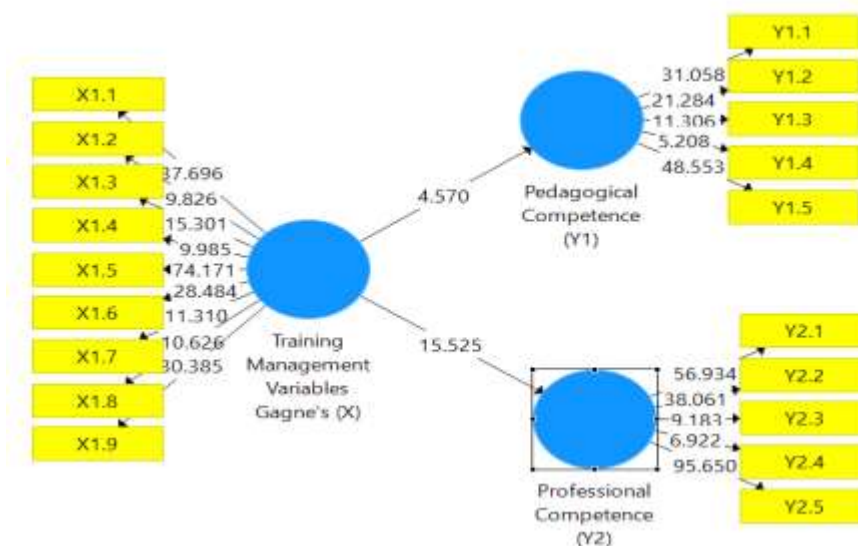 X1.1
X1.2
X1.3
X1.4
X1.5
X1.6
X1.7
X1.8
X1.9
9.826
15.301
9.985
74.171
28.484
11.310
10.626
Training
Management
Variables
Gagne's (X)
4.570
15.525
Pedagogical
Competence
(Y1)
31.058
21.284
11.306
5.208
48.553
Y1.1
Y1.2
Y1.3
Y1.4
Y1.5
Professional
Competence
(Y2)
56.934
38.061
9.183
6.922
95.650
Y2.1
Y2.2
Y2.3
Y2.4
Y2.5